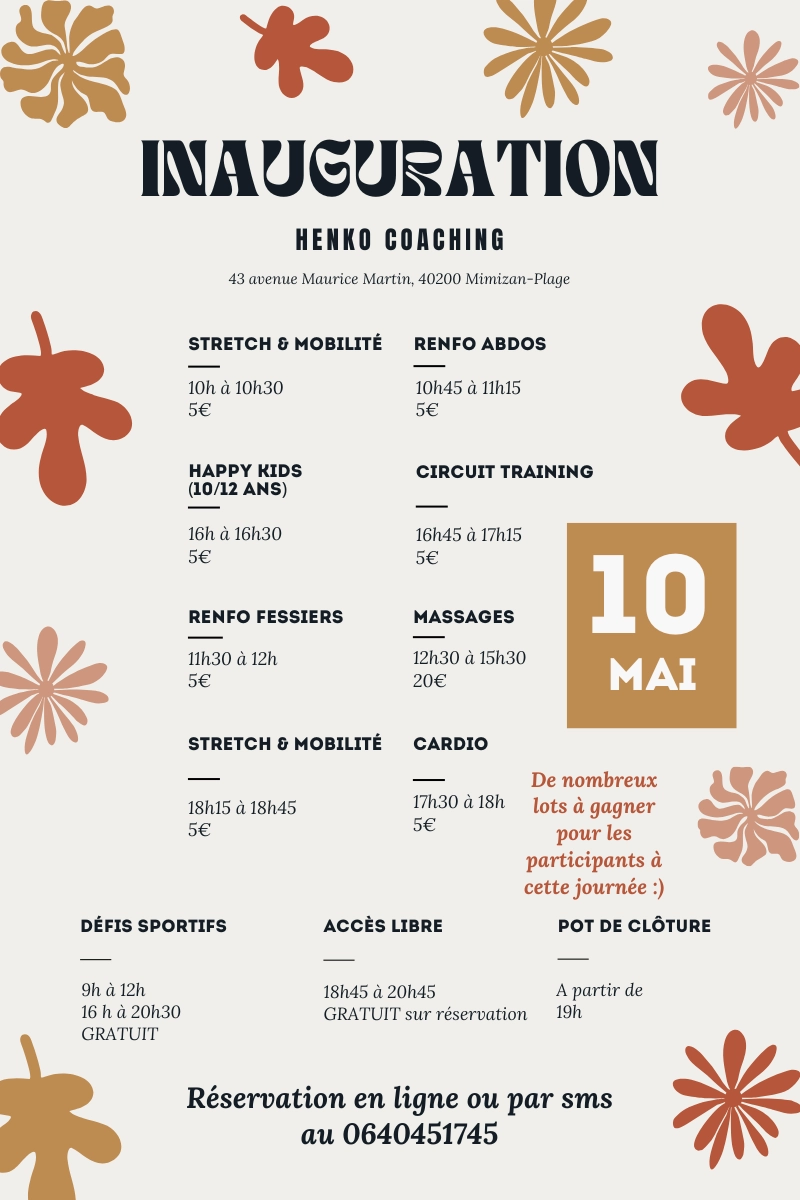 INAUGURATION
HENKO COACHING
43 avenue Maurice Martin, 40200 Mimizan-Plage
STRETCH & MOBILITÉ
10h à 10h30
5€
RENFO ABDOS
10h45 à 11h15
5€
HAPPY KIDS
(10/12 ANS)
16h à 16h30
5€
CIRCUIT TRAINING
16h45 à 17h15
5€
10
MAI
RENFO FESSIERS
11h30 à 12h
5€
MASSAGES
12h30 à 15h30
20€
STRETCH & MOBILITÉ
18h15 à 18h45
5€
CARDIO
17h30 à 18h
5€
De nombreux
lots à gagner
pour les
participants à
cette journée :)
DÉFIS SPORTIFS
9h à 12h
16 h à 20h30
GRATUIT
ACCÈS LIBRE
18h45 à 20h45
GRATUIT sur réservation
POT DE CLÔTURE
A partir de
19h
Réservation en ligne ou par sms
au 0640451745